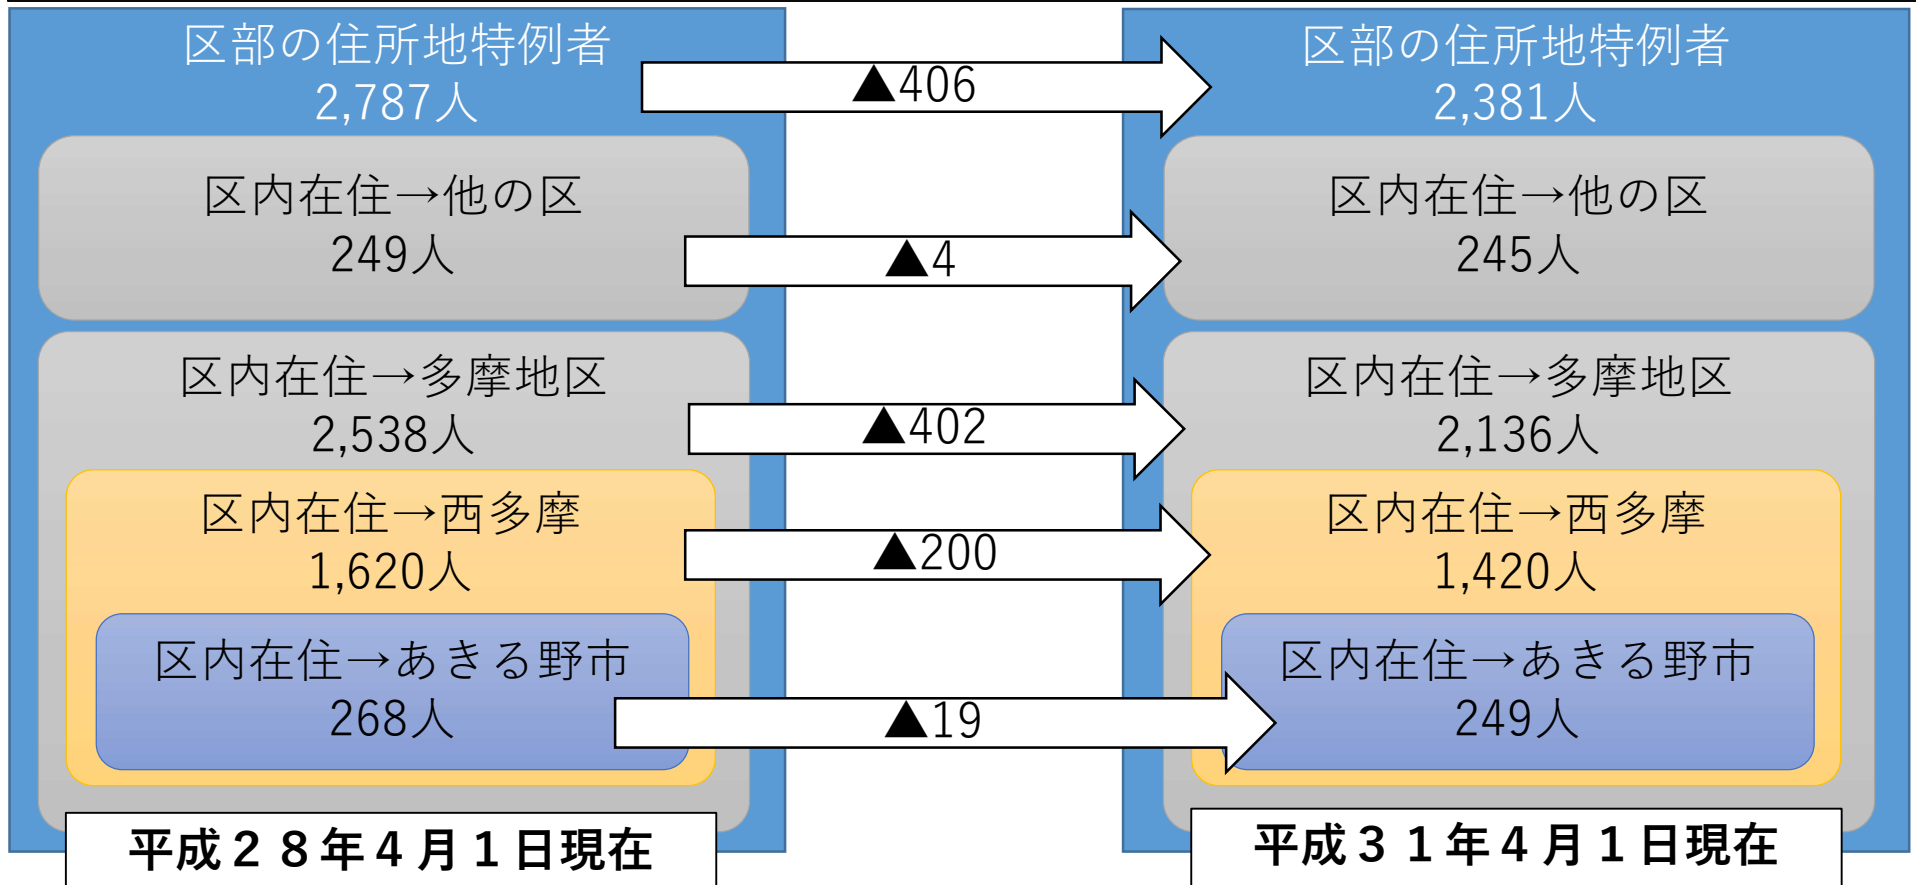 区部の住所地特例者
2,787人
区内在住→他の区
249人
区内在住→多摩地区
2,538人
区内在住→西多摩
1,620人
区内在住→あきる野市
268人
平成２８年４月１日現在
▲406
▲4
▲402
▲200
▲19
区部の住所地特例者
2,381人
区内在住→他の区
245人
区内在住→多摩地区
2,136人
区内在住→西多摩
1,420人
区内在住→あきる野市
249人
平成３１年４月１日現在